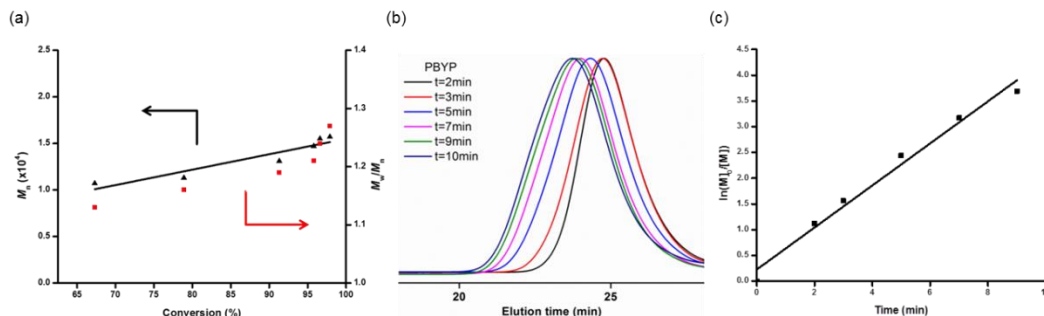 (a)
2.5
2.0
1.5
1.0
0.5
0.0
Mn (x10⁴)
65 70 75 80 85 90 95 100
Conversion (%)
1.4
1.3
1.2
1.1
1.0
Mw/Mn
(b)
PBYP
t=2min
t=3min
t=5min
t=7min
t=9min
t=10min
20 25
Elution time (min)
(c)
4.5
4.0
3.5
3.0
2.5
2.0
1.5
1.0
0.5
0.0
ln([M]0/[M])
0 2 4 6 8 1
Time (min)